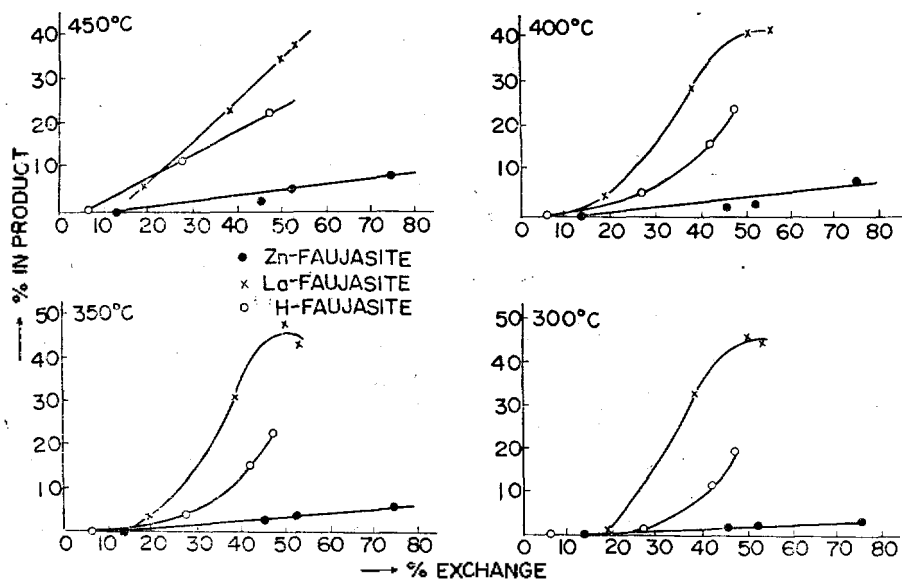 450°C
40
30
20
10
0 10 20 30 40 50 60 70 80
400°C
40
30
20
10
0 10 20 30 40 50 60 70 80
% IN PRODUCT
• Zn-FAUJASITE
x La-FAUJASITE
o H-FAUJASITE
350°C
50
40
30
20
10
0 10 20 30 40 50 60 70 80
300°C
50
40
30
20
10
0 10 20 30 40 50 60 70 80
% EXCHANGE